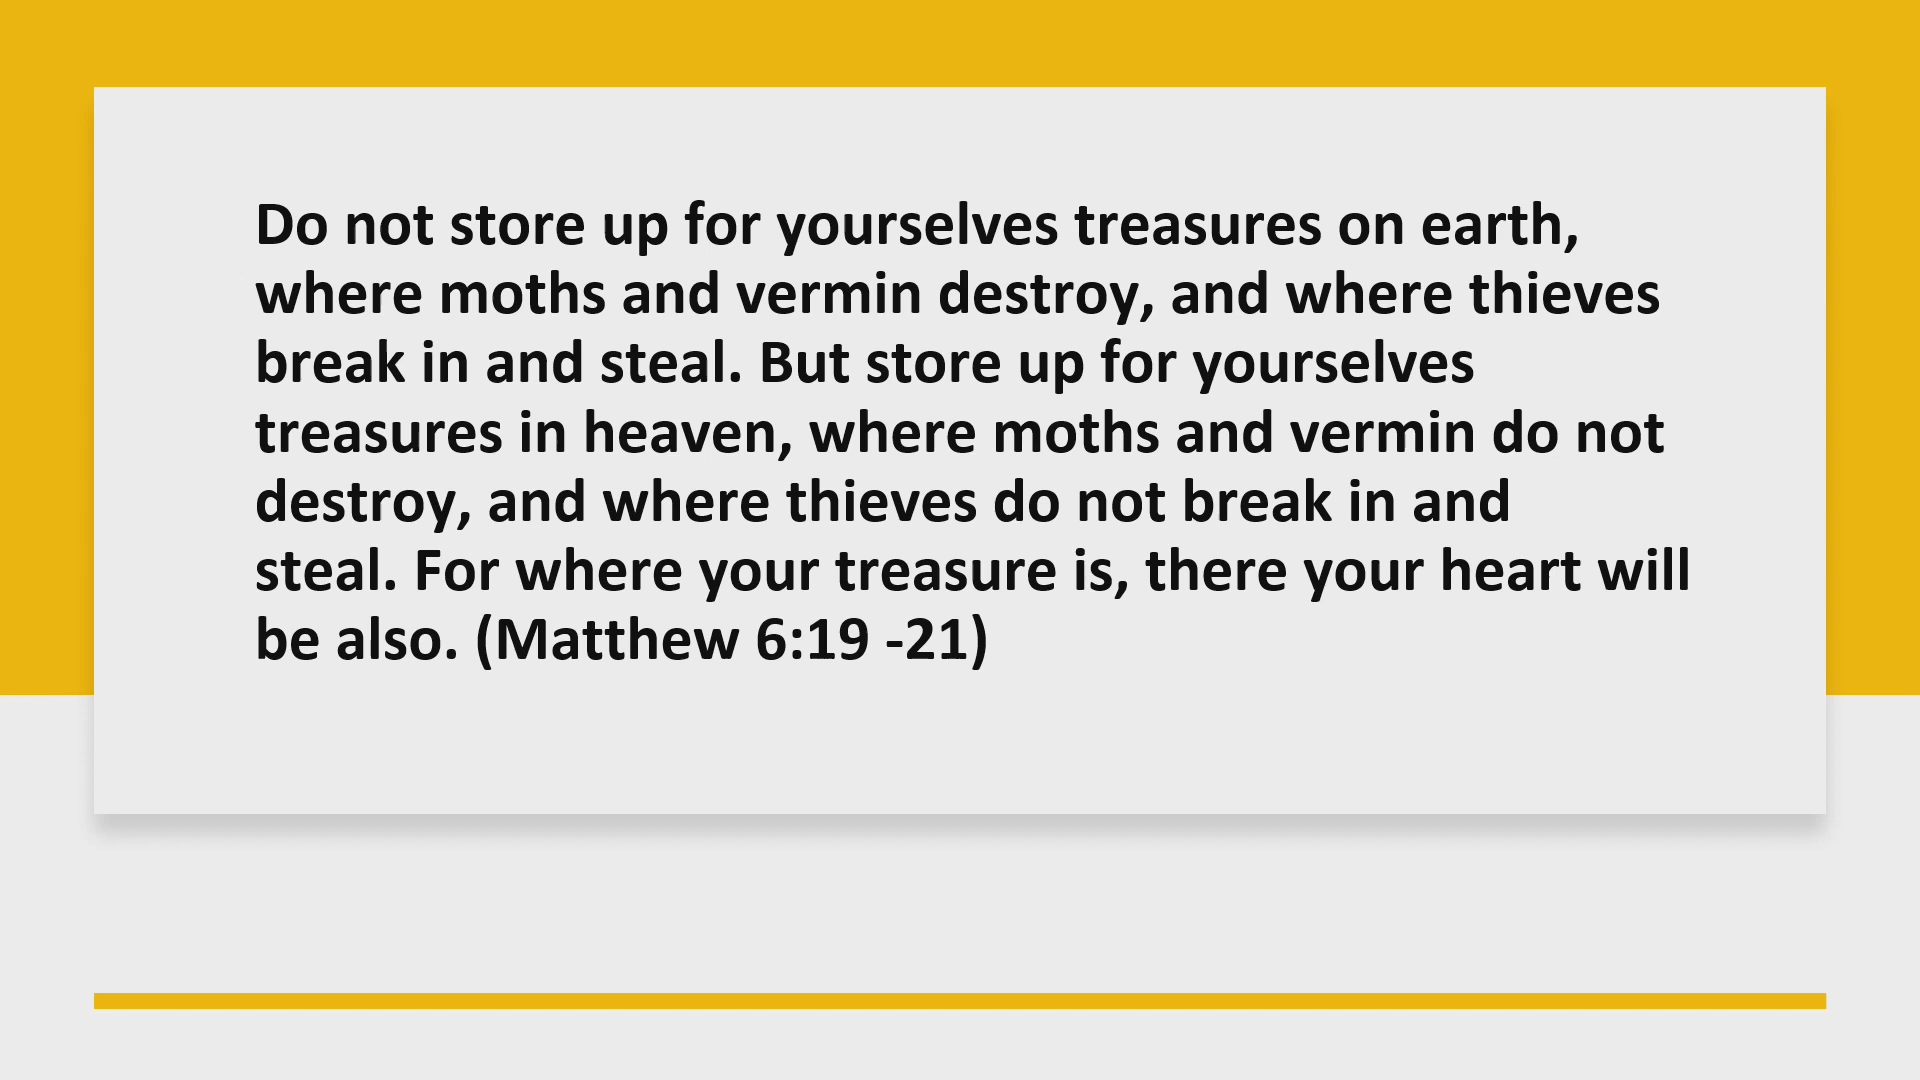 Do not store up for yourselves treasures on earth,
where moths and vermin destroy, and where thieves
break in and steal. But store up for yourselves
treasures in heaven, where moths and vermin do not
destroy, and where thieves do not break in and
steal. For where your treasure is, there your heart will
be also. (Matthew 6:19 -21)